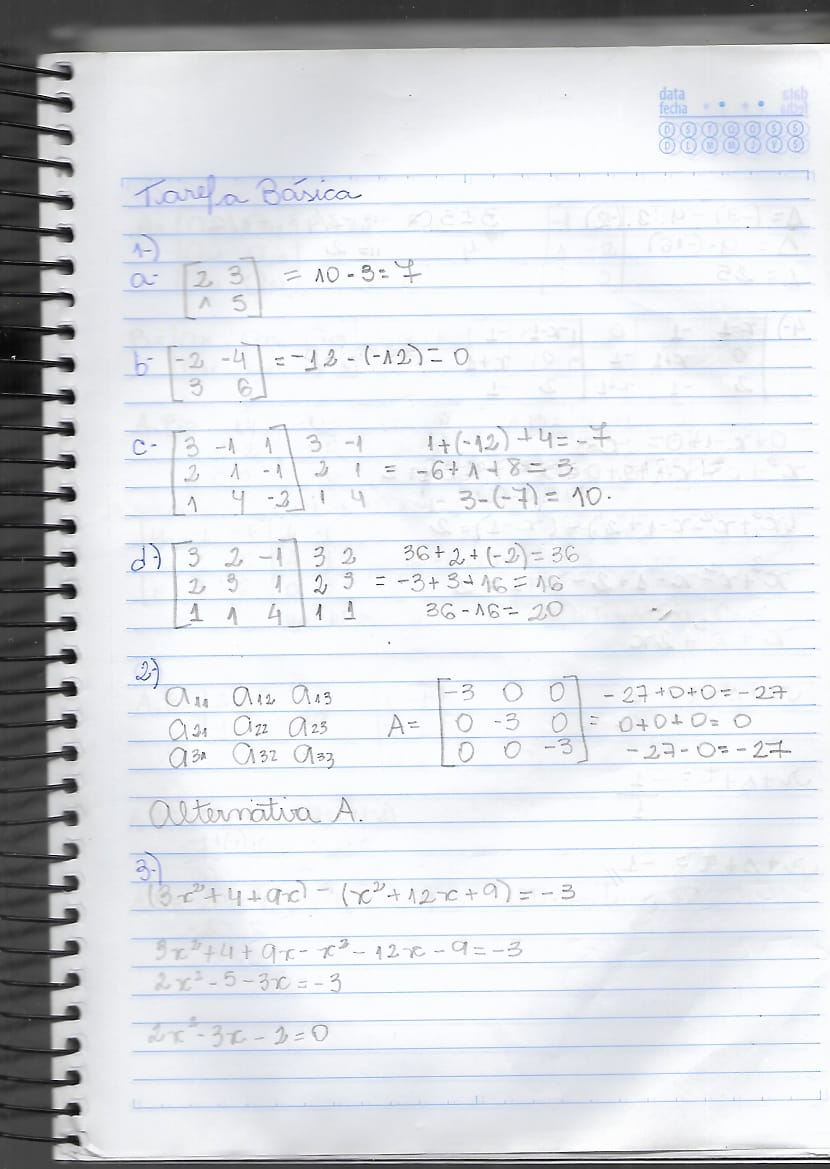 data
fecha
D S T Q Q S S
D L M M J V S
Tarefa Básica
1-)
a- [2 3] = 10 - 3 = 7
1 5
b- [-2 -4] = -12 - (-12) = 0
3 6
c- [3 -1 1] 3 -1 1+(-12)+4 = -7
2 1 -1 2 1 = -6+1+8 = 3
1 4 -2 1 4 3-(-7) = 10.
d-) [3 2 -1] 3 2 36+2+(-2) = 36
2 3 1 2 3 = -3+3+16 = 16
1 1 4 1 1 36-16 = 20
2-)
a11 a12 a13 [-3 0 0] -27+0+0 = -27
a21 a22 a23 A = 0 -3 0 = 0+0+0 = 0
a31 a32 a33 0 0 -3 -27-0 = -27
Alternativa A.
3-)
(3x²+4+9x) - (x²+12x+9) = -3
3x²+4+9x-x²-12x-9 = -3
2x²-5-3x = -3
2x²-3x-2 = 0